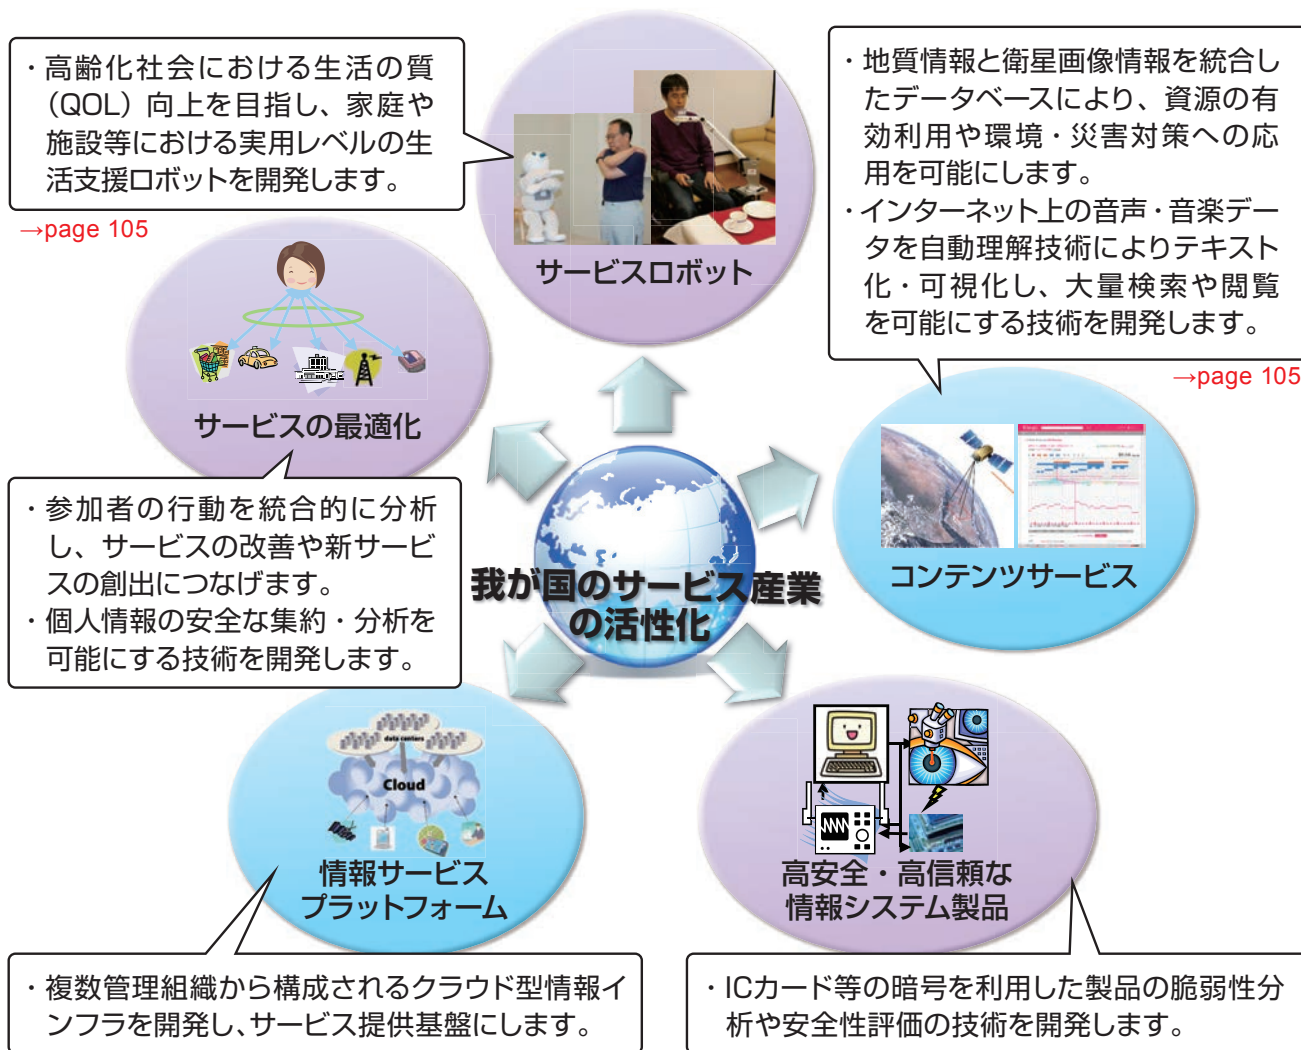 ・高齢化社会における生活の質
（QOL）向上を目指し、家庭や
施設等における実用レベルの生
活支援ロボットを開発します。
→page 105
サービスロボット
・地質情報と衛星画像情報を統合し
たデータベースにより、資源の有
効利用や環境・災害対策への応
用を可能にします。
・インターネット上の音声・音楽デー
タを自動理解技術によりテキスト
化・可視化し、大量検索や閲覧
を可能にする技術を開発します。
→page 105
サービスの最適化
・参加者の行動を統合的に分析
し、サービスの改善や新サービ
スの創出につなげます。
・個人情報の安全な集約・分析を
可能にする技術を開発します。
コンテンツサービス
我が国のサービス産業
の活性化
data centers
Cloud
情報サービス
プラットフォーム
高安全・高信頼な
情報システム製品
・複数管理組織から構成されるクラウド型情報イ
ンフラを開発し、サービス提供基盤にします。
・ICカード等の暗号を利用した製品の脆弱性分
析や安全性評価の技術を開発します。